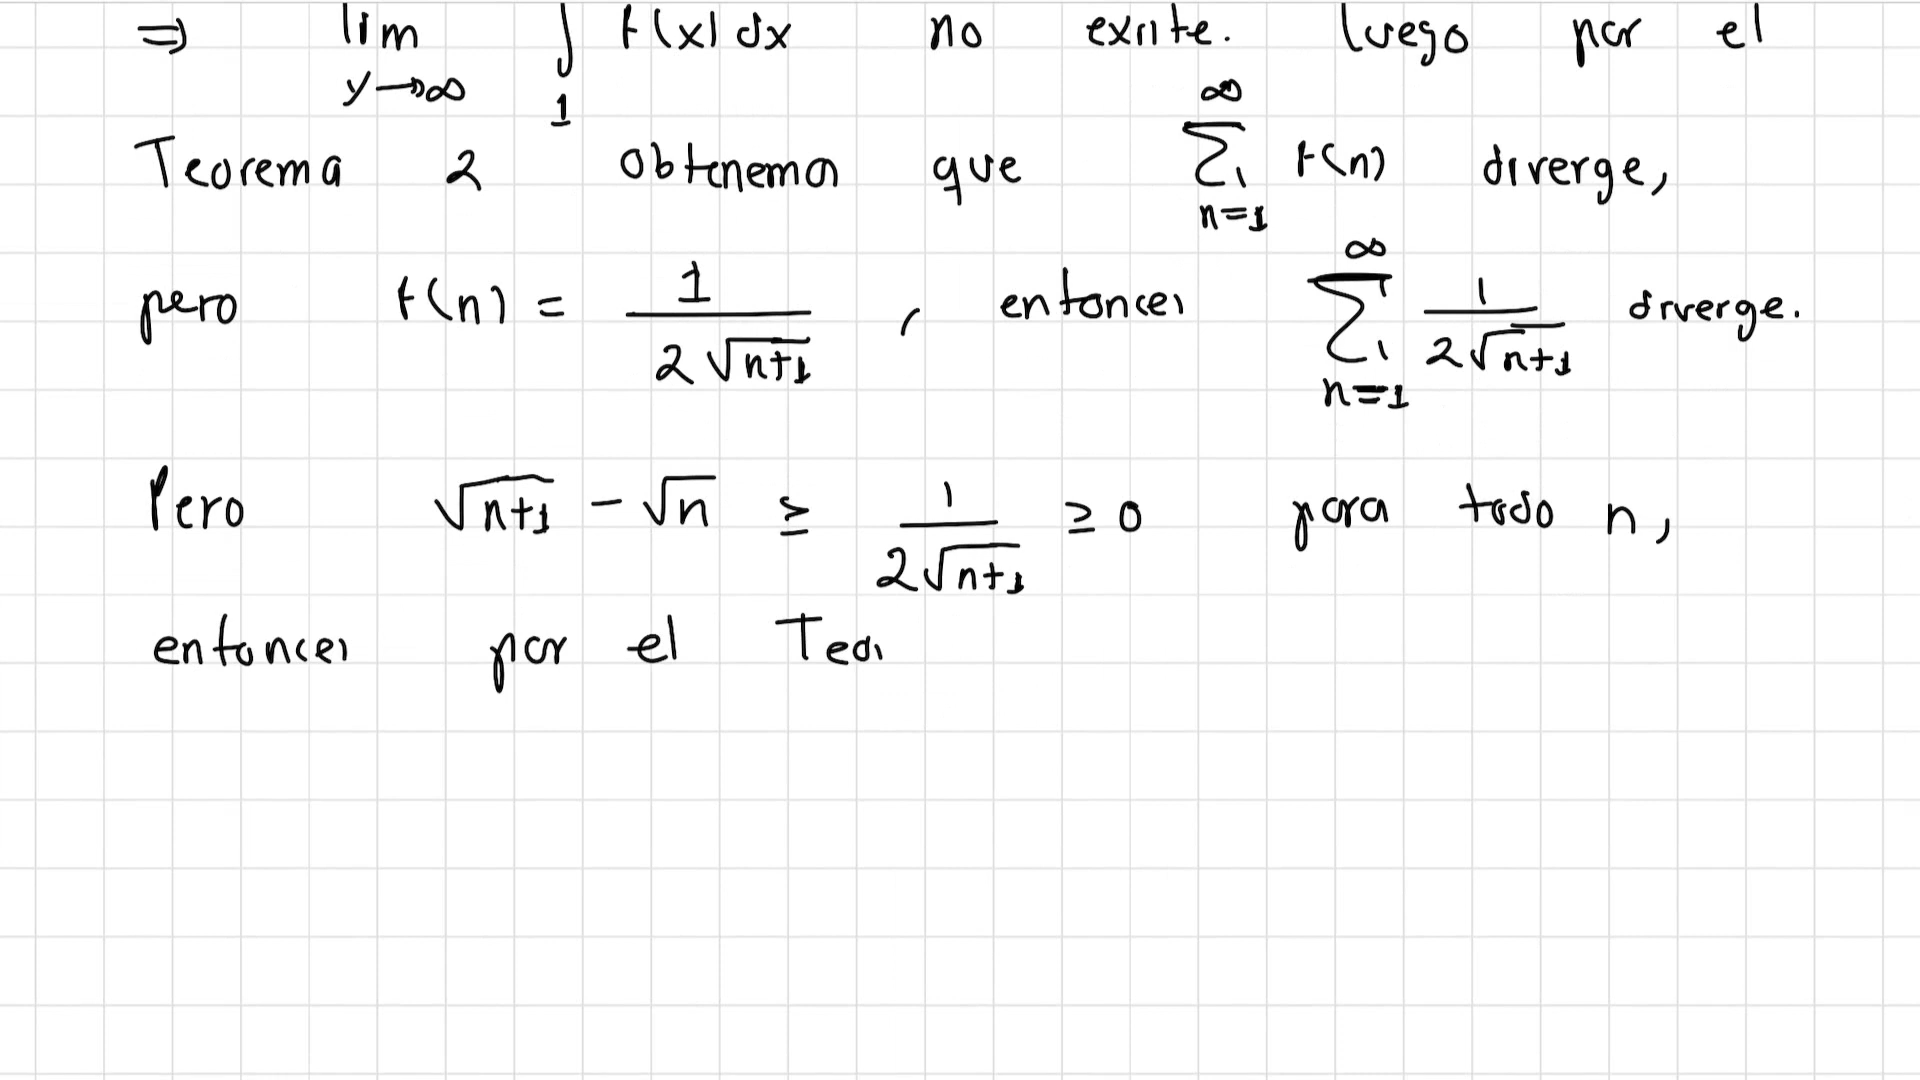 ⇒ lim y→∞ ∫ 1 f(x) dx no existe. luego por el
Teorema 2 obtenemos que ∑ n=1 ∞ f(n) diverge,
pero f(n) = 1 / 2√n+1 , entonces ∑ n=1 ∞ 1 / 2√n+1 diverge.
Pero √n+1 − √n ≥ 1 / 2√n+1 ≥ 0 para todo n,
entonces por el Teo